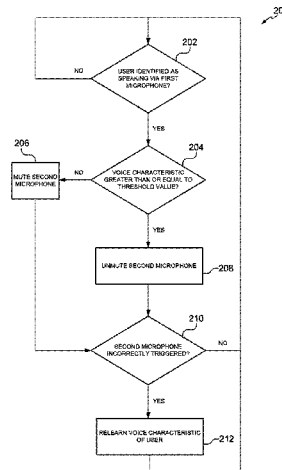 20
202
USER IDENTIFIED AS
SPEAKING VIA FIRST
MICROPHONE?
NO
YES
206
204
MUTE SECOND
MICROPHONE
NO
VOICE CHARACTERISTIC
GREATER THAN OR EQUAL TO
THRESHOLD VALUE?
YES
UNMUTE SECOND MICROPHONE
208
210
SECOND MICROPHONE
INCORRECTLY TRIGGERED?
NO
YES
RELEARN VOICE CHARACTERISTIC
OF USER
212